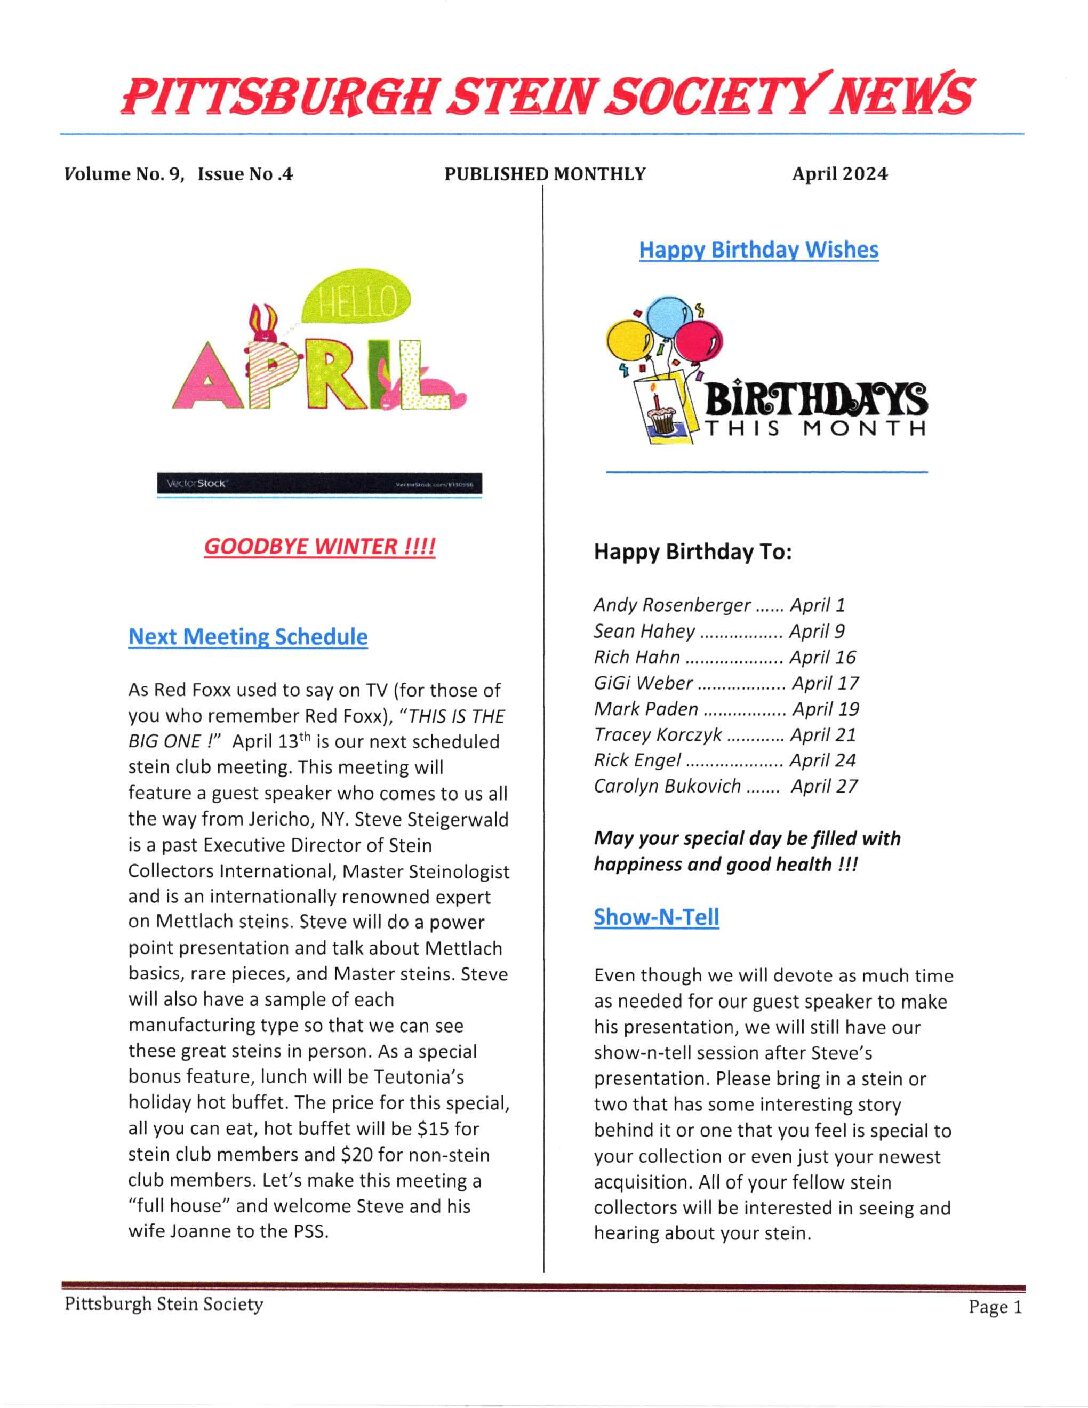 PITTSBURGH STEIN SOCIETY NEWS
Volume No. 9, Issue No .4
PUBLISHED MONTHLY
April 2024
HELLO
APRIL
VectorStock
GOODBYE WINTER !!!!
Next Meeting Schedule
As Red Foxx used to say on TV (for those of
you who remember Red Foxx), “THIS IS THE
BIG ONE !” April 13th is our next scheduled
stein club meeting. This meeting will
feature a guest speaker who comes to us all
the way from Jericho, NY. Steve Steigerwald
is a past Executive Director of Stein
Collectors International, Master Steinologist
and is an internationally renowned expert
on Mettlach steins. Steve will do a power
point presentation and talk about Mettlach
basics, rare pieces, and Master steins. Steve
will also have a sample of each
manufacturing type so that we can see
these great steins in person. As a special
bonus feature, lunch will be Teutonia’s
holiday hot buffet. The price for this special,
all you can eat, hot buffet will be $15 for
stein club members and $20 for non-stein
club members. Let’s make this meeting a
“full house” and welcome Steve and his
wife Joanne to the PSS.
Happy Birthday Wishes
BIRTHDAYS
THIS MONTH
Happy Birthday To:
Andy Rosenberger ...... April 1
Sean Hahey ................. April 9
Rich Hahn .................... April 16
GiGi Weber .................. April 17
Mark Paden ................. April 19
Tracey Korczyk ............ April 21
Rick Engel .................... April 24
Carolyn Bukovich ....... April 27
May your special day be filled with
happiness and good health !!!
Show-N-Tell
Even though we will devote as much time
as needed for our guest speaker to make
his presentation, we will still have our
show-n-tell session after Steve’s
presentation. Please bring in a stein or
two that has some interesting story
behind it or one that you feel is special to
your collection or even just your newest
acquisition. All of your fellow stein
collectors will be interested in seeing and
hearing about your stein.
Pittsburgh Stein Society
Page 1